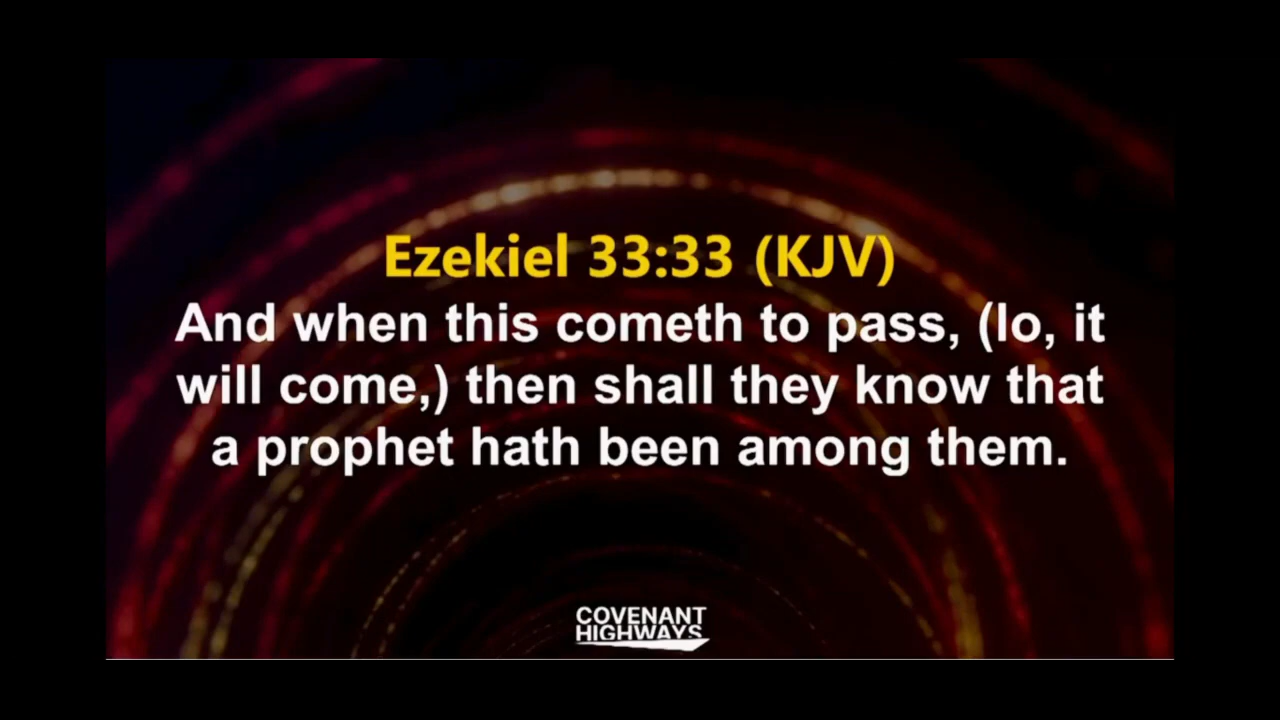 Ezekiel 33:33 (KJV)
And when this cometh to pass, (lo, it
will come,) then shall they know that
a prophet hath been among them.
COVENANT
HIGHWAYS